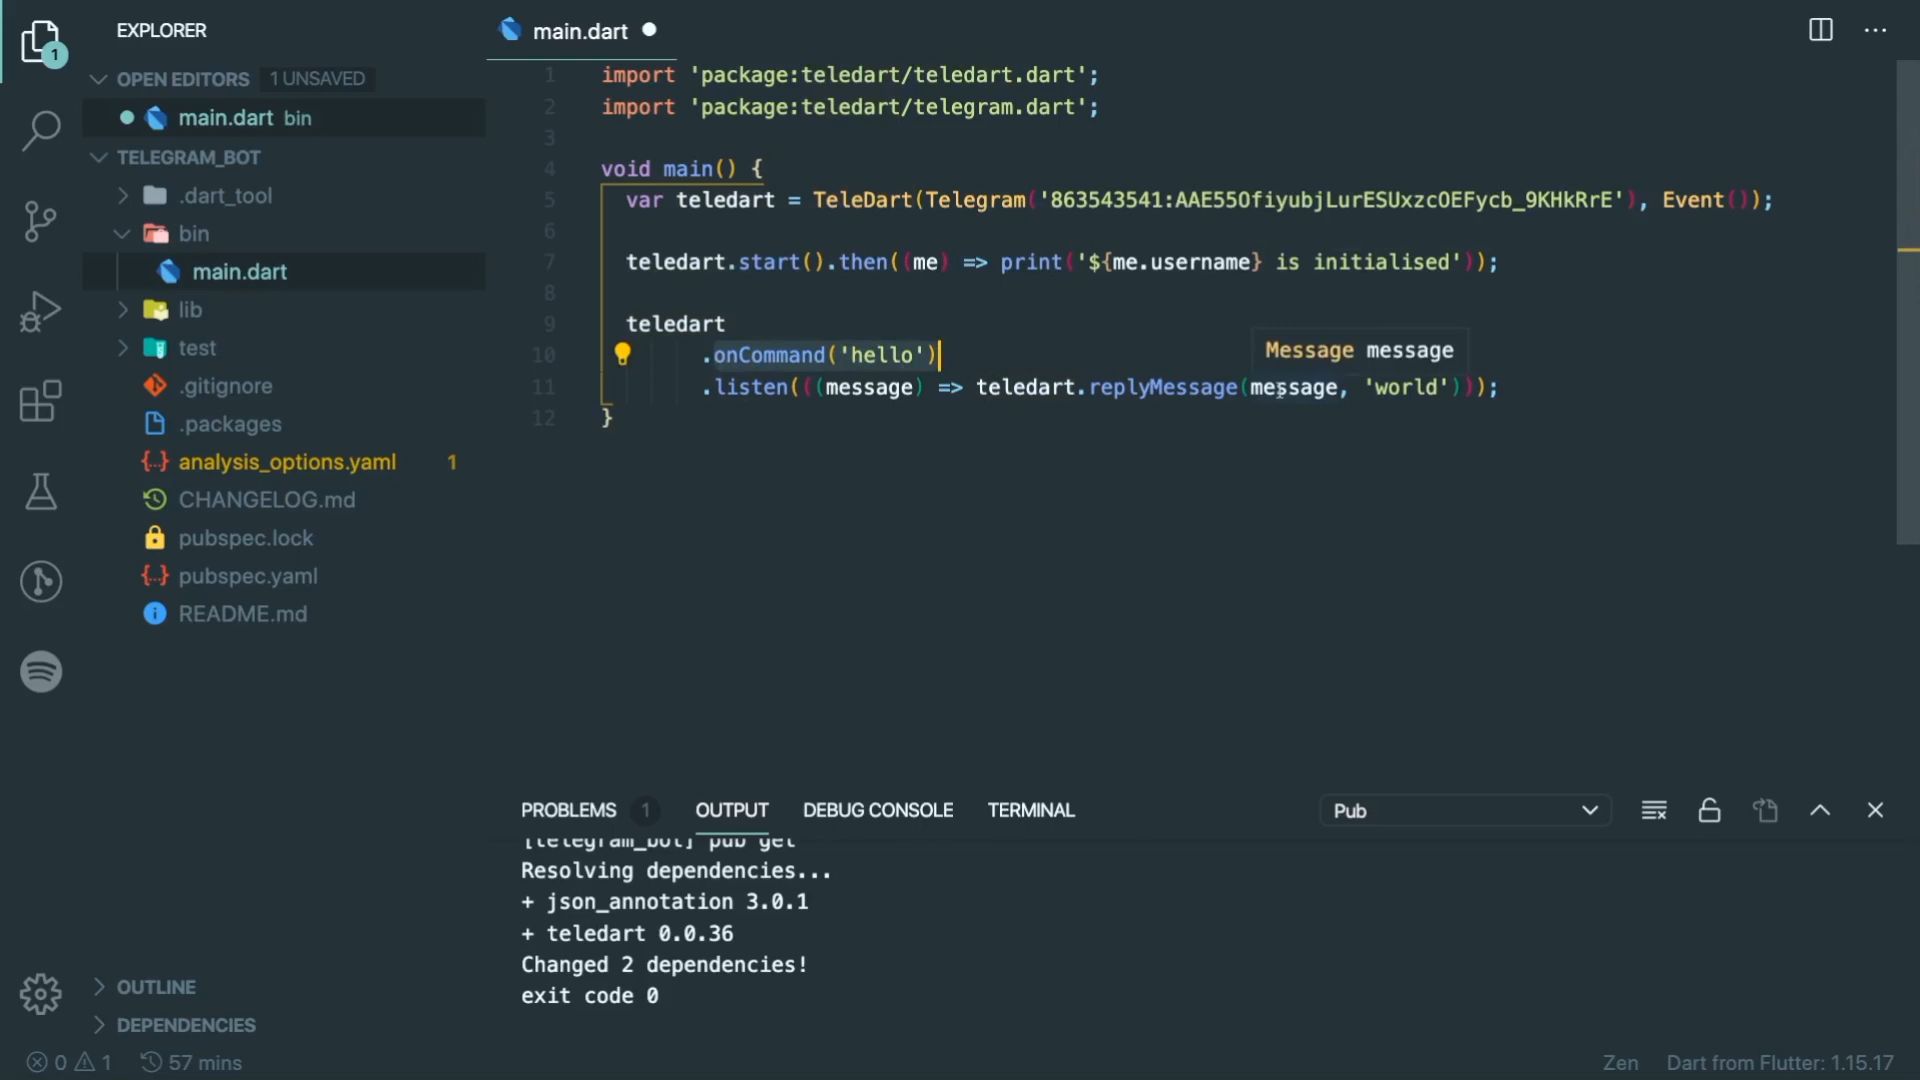 EXPLORER
1
OPEN EDITORS 1 UNSAVED
main.dart bin
TELEGRAM_BOT
.dart_tool
bin
main.dart
lib
test
.gitignore
.packages
analysis_options.yaml 1
CHANGELOG.md
pubspec.lock
pubspec.yaml
README.md
OUTLINE
DEPENDENCIES
main.dart
1 import 'package:teledart/teledart.dart';
2 import 'package:teledart/telegram.dart';
3
4 void main() {
5 var teledart = TeleDart(Telegram('863543541:AAE55OfiyubjLurESUxzcOEFycb_9KHkRrE'), Event());
6
7 teledart.start().then((me) => print('${me.username} is initialised'));
8
9 teledart
10 .onCommand('hello')
Message message
11 .listen(((message) => teledart.replyMessage(message, 'world')));
12 }
PROBLEMS 1 OUTPUT DEBUG CONSOLE TERMINAL Pub
[telegram_bot] pub get
Resolving dependencies...
+ json_annotation 3.0.1
+ teledart 0.0.36
Changed 2 dependencies!
exit code 0
0 1 57 mins Zen Dart from Flutter: 1.15.17